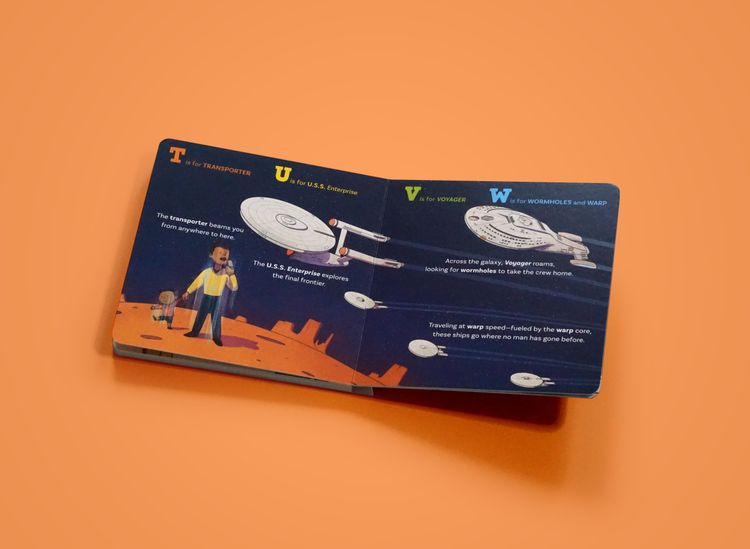 T is for TRANSPORTER
U is for U.S.S. Enterprise
The transporter beams you
from anywhere to here.
The U.S.S. Enterprise explores
the final frontier.
V is for VOYAGER
W is for WORMHOLES and WARP
Across the galaxy, Voyager roams,
looking for wormholes to take the crew home.
Traveling at warp speed—fueled by the warp core,
these ships go where no man has gone before.